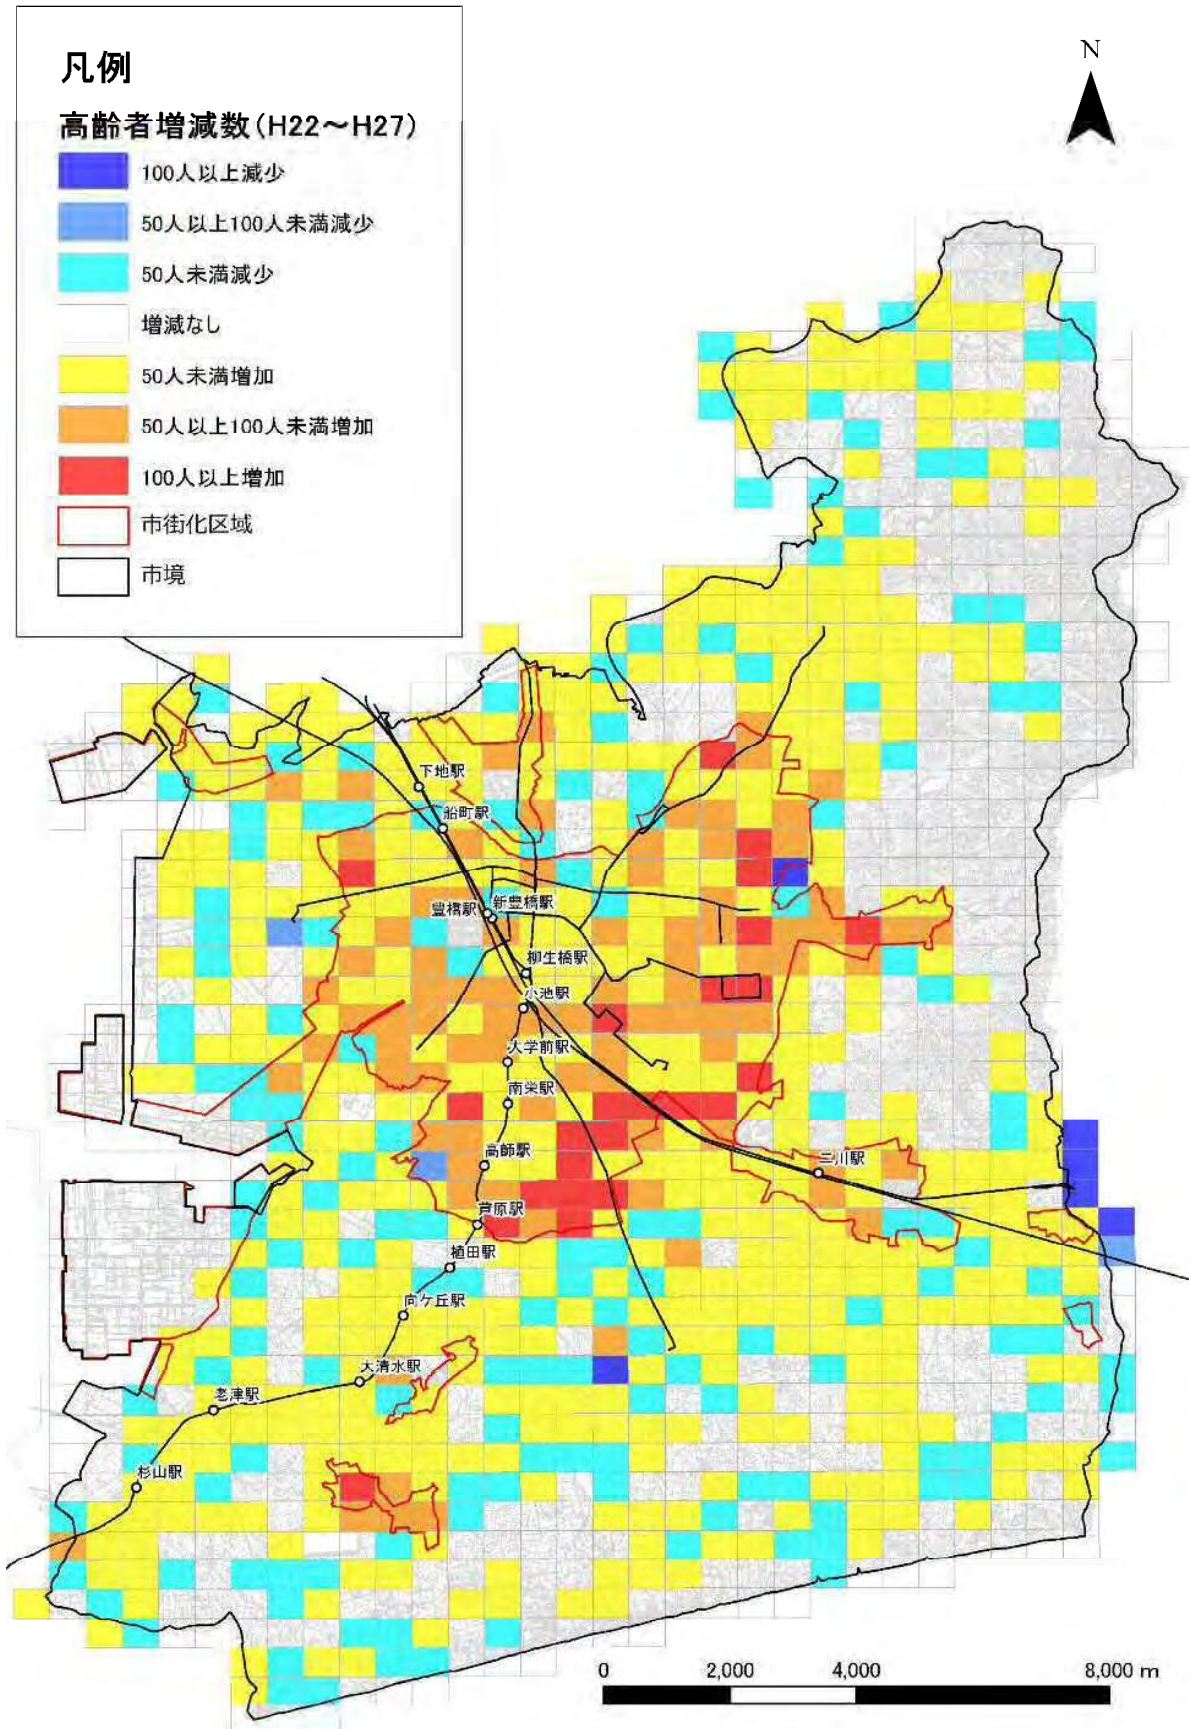 凡例
高齢者増減数(H22～H27)
100人以上減少
50人以上100人未満減少
50人未満減少
増減なし
50人未満増加
50人以上100人未満増加
100人以上増加
市街化区域
市境
N
下地駅
船町駅
豊橋駅
新豊橋駅
柳生橋駅
小池駅
大学前駅
南栄駅
高師駅
二川駅
芦原駅
植田駅
向ケ丘駅
大清水駅
老津駅
杉山駅
0 2,000 4,000 8,000 m